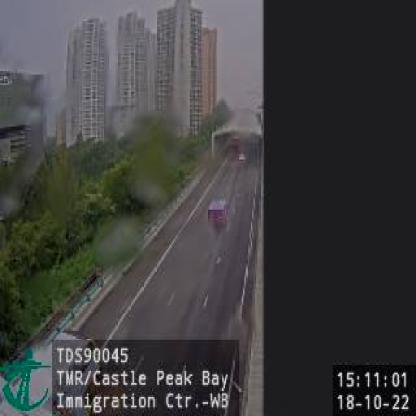 TDS90045
TMR/Castle Peak Bay
Immigration Ctr.-WB
15:11:01
18-10-22